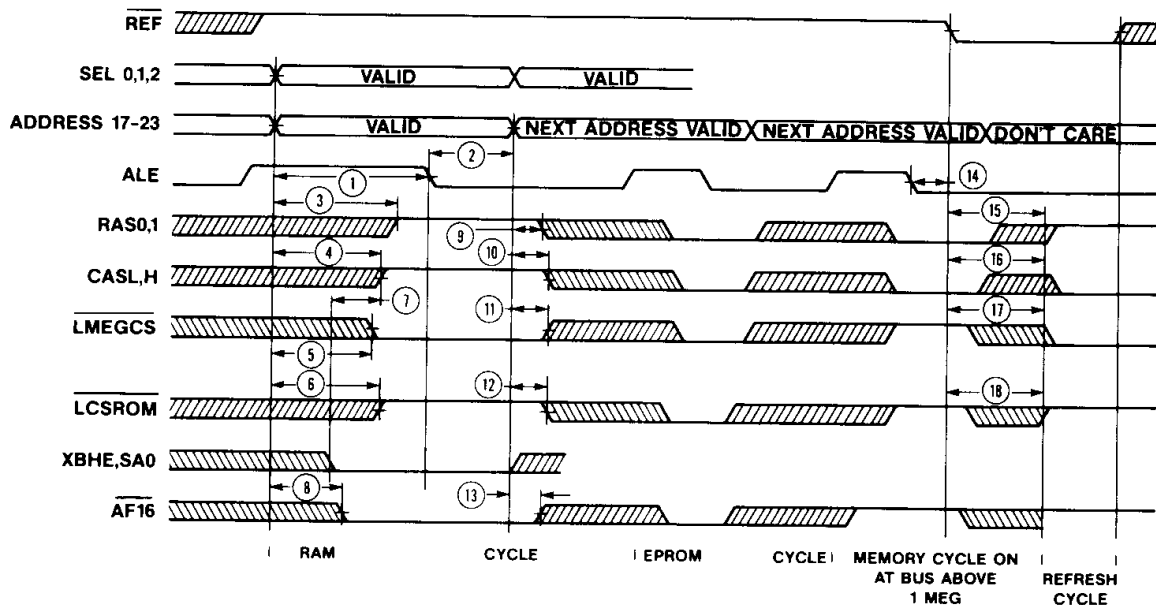 REF
SEL 0,1,2
VALID
VALID
ADDRESS 17-23
VALID
NEXT ADDRESS VALID
NEXT ADDRESS VALID
DON'T CARE
2
ALE
1
14
3
15
RAS0,1
9
4
10
16
CASL,H
7
11
17
LMEGCS
5
6
12
18
LCSROM
XBHE,SA0
8
13
AF16
RAM
CYCLE
EPROM
CYCLE
MEMORY CYCLE ON
AT BUS ABOVE
1 MEG
REFRESH
CYCLE